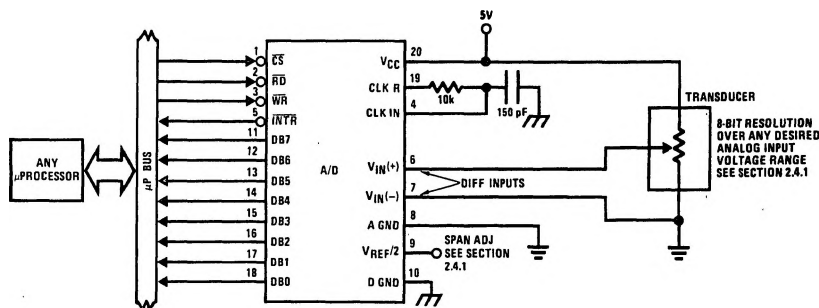 5V
1
CS
2
RD
3
WR
5
INTR
11
DB7
12
DB6
13
DB5
14
DB4
15
DB3
16
DB2
17
DB1
18
DB0
ANY
μPROCESSOR
μP BUS
A/D
20
VCC
19
CLK R
4
CLK IN
10k
150 pF
6
VIN(+)
DIFF INPUTS
7
VIN(−)
8
A GND
9
VREF/2
SPAN ADJ
SEE SECTION
2.4.1
10
D GND
TRANSDUCER
8-BIT RESOLUTION
OVER ANY DESIRED
ANALOG INPUT
VOLTAGE RANGE
SEE SECTION 2.4.1